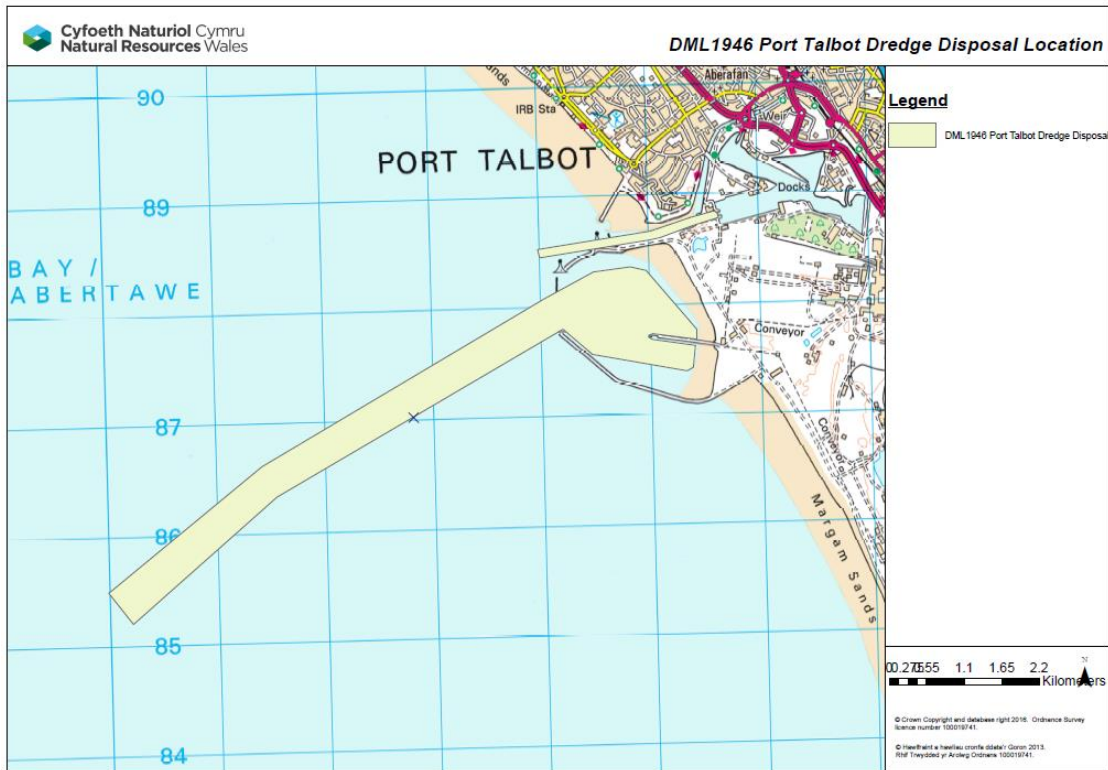 Cyfoeth Naturiol Cymru
Natural Resources Wales
DML1946 Port Talbot Dredge Disposal Location
90
ands
IRB Sta
Aberafan
Weir
PORT TALBOT
89
Docks
BAY /
ABERTAWE
Conveyor
87
Conveyor
86
Margam Sands
85
84
Legend
DML1946 Port Talbot Dredge Disposal
1.1 1.65 2.2
Kilometers
N
© Crown Copyright and database right 2016. Ordnance Survey
licence number 100019741.
© Hawlfraint a hawliau cronfa ddata'r Goron 2013.
Rhif Trwydded yr Arolwg Ordnans 100019741.